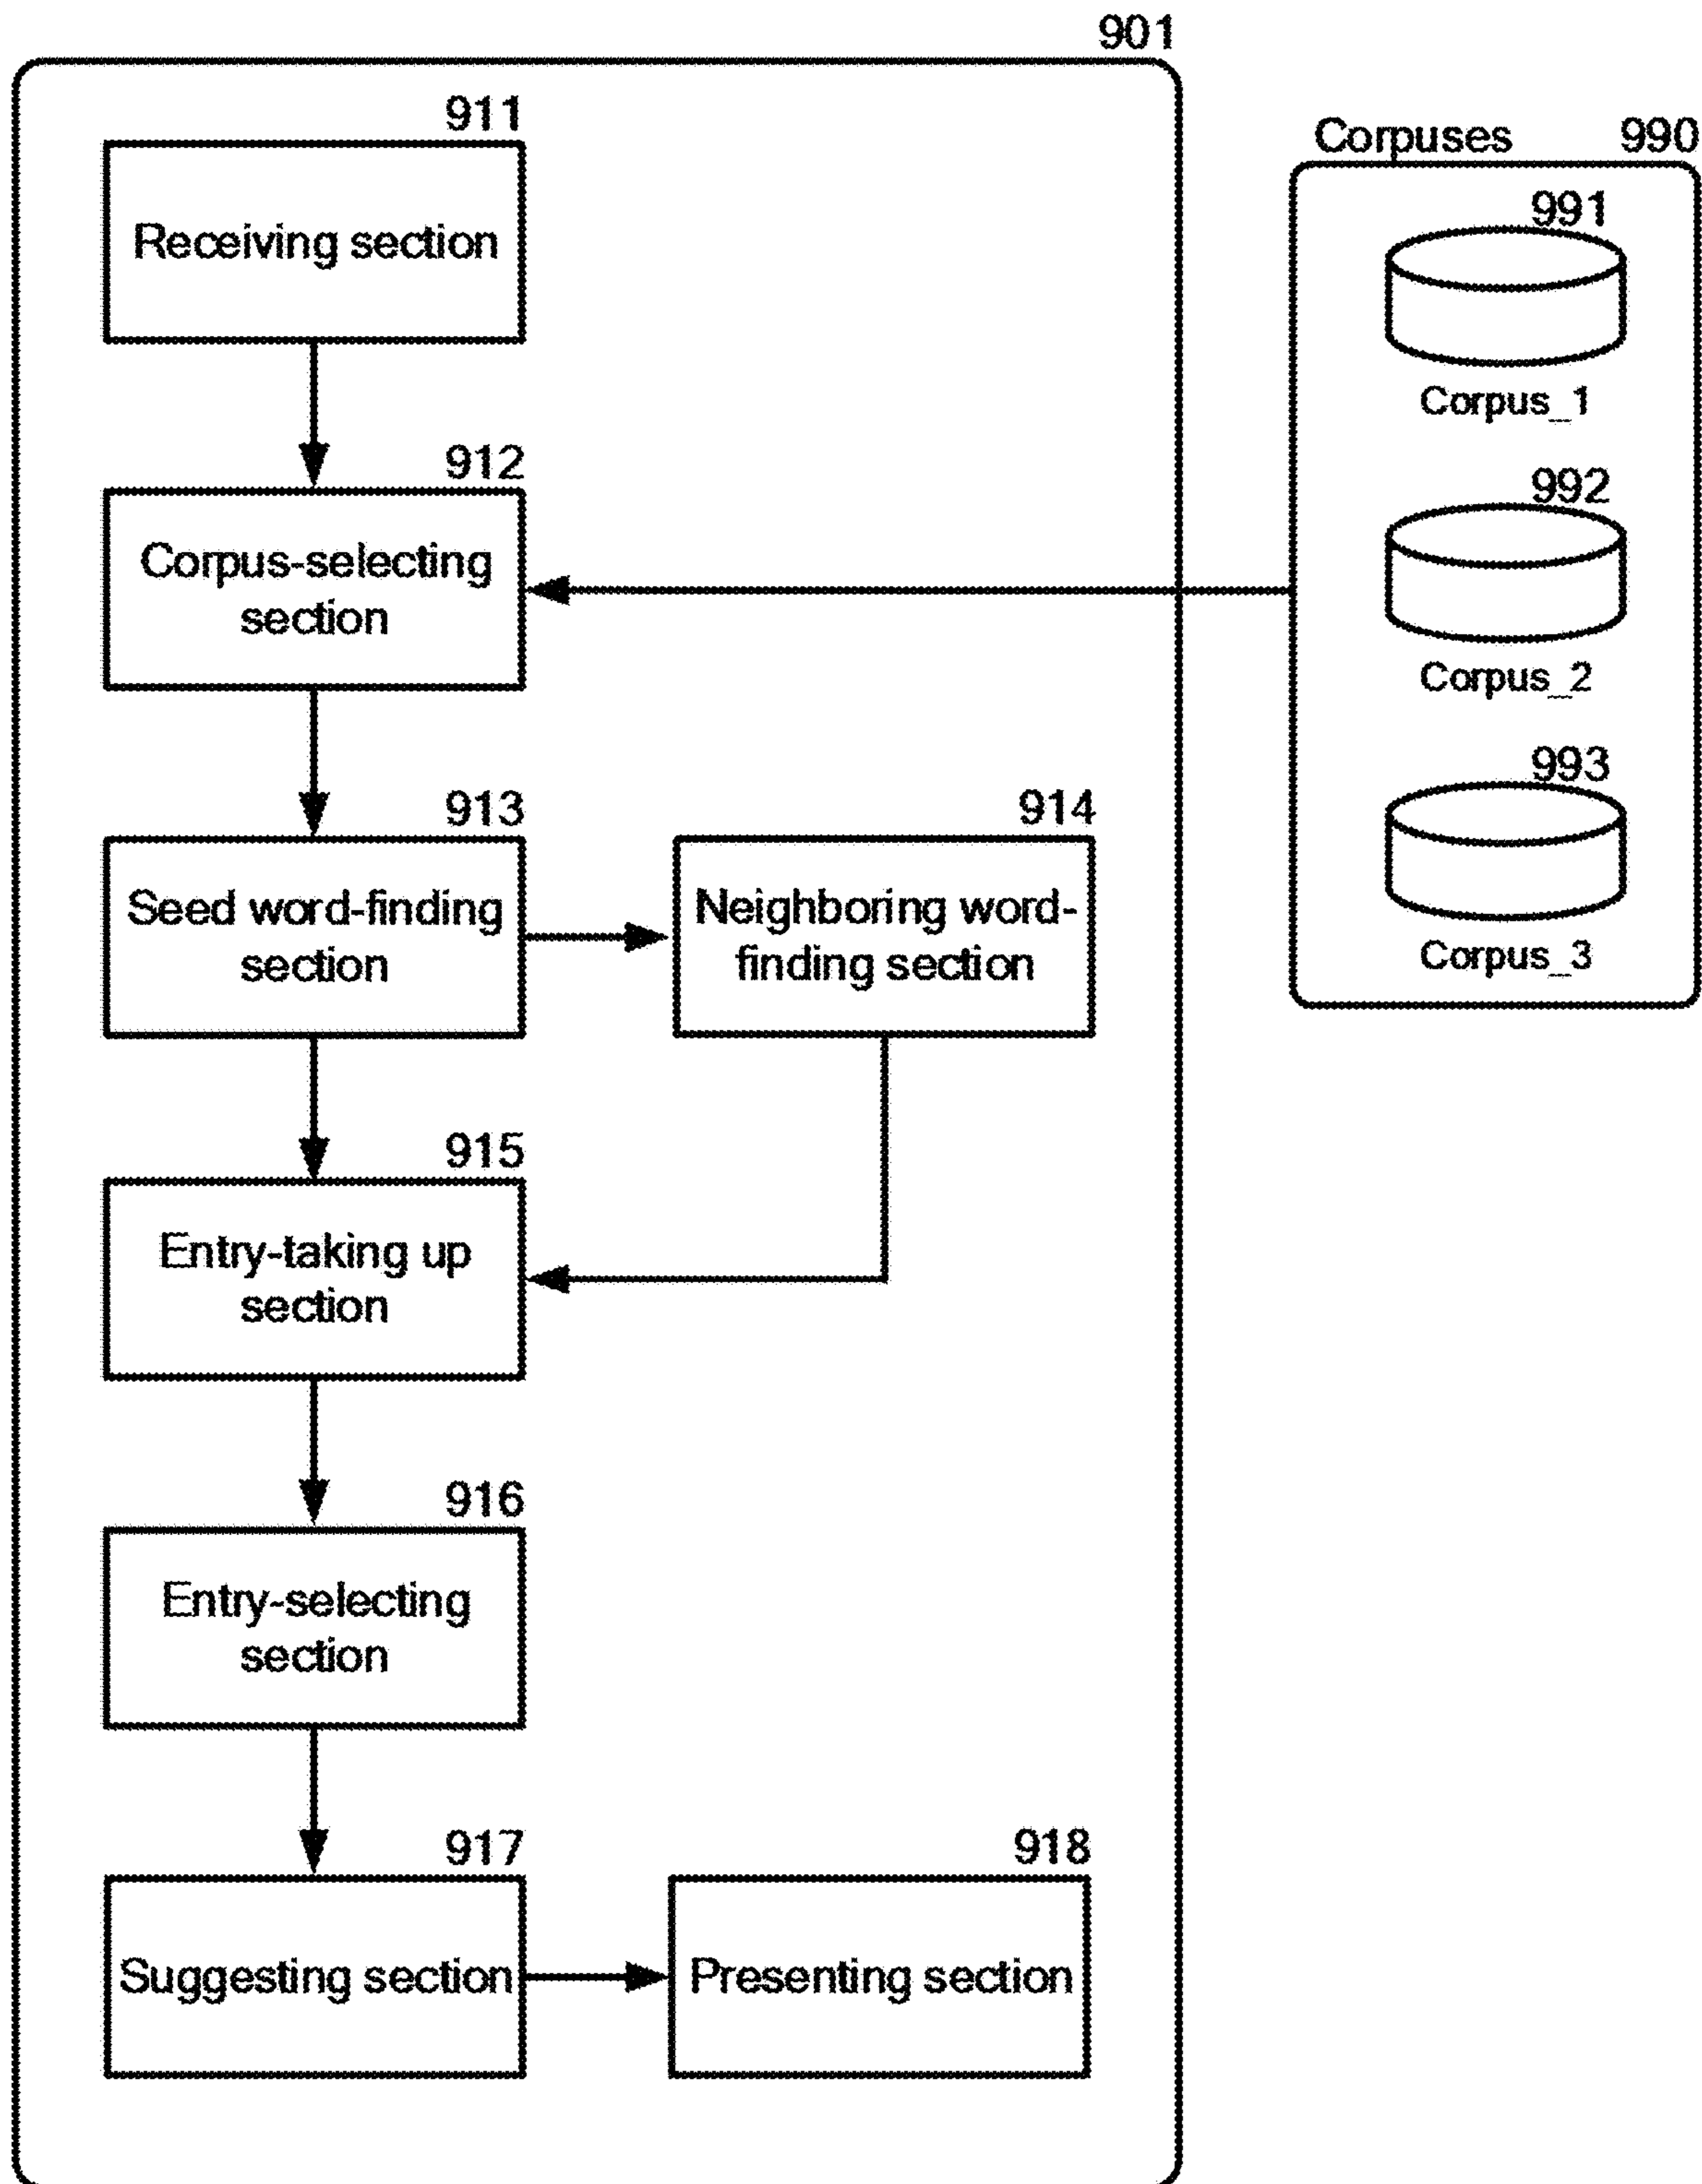 901
911
Receiving section
912
Corpus-selecting
section
913
Seed word-finding
section
914
Neighboring word-
finding section
915
Entry-taking up
section
916
Entry-selecting
section
917
Suggesting section
918
Presenting section
Corpuses 990
991
Corpus_1
992
Corpus_2
993
Corpus_3